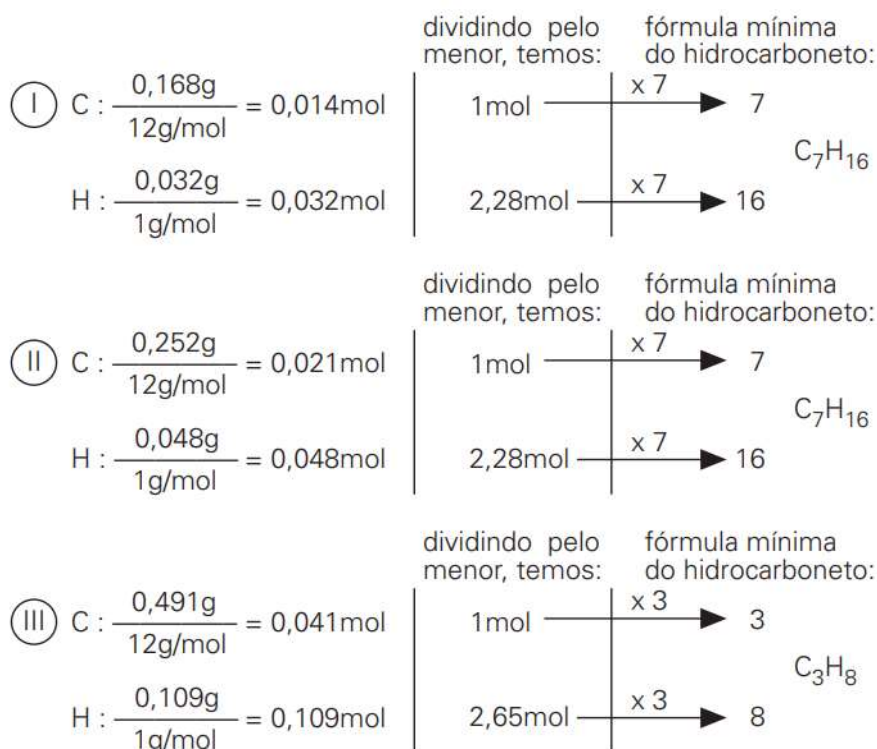 dividindo pelo menor, temos:
fórmula mínima do hidrocarboneto:
I C : 0,168g / 12g/mol = 0,014mol 1mol x 7 7
C7H16
H : 0,032g / 1g/mol = 0,032mol 2,28mol x 7 16
dividindo pelo menor, temos:
fórmula mínima do hidrocarboneto:
II C : 0,252g / 12g/mol = 0,021mol 1mol x 7 7
C7H16
H : 0,048g / 1g/mol = 0,048mol 2,28mol x 7 16
dividindo pelo menor, temos:
fórmula mínima do hidrocarboneto:
III C : 0,491g / 12g/mol = 0,041mol 1mol x 3 3
C3H8
H : 0,109g / 1g/mol = 0,109mol 2,65mol x 3 8